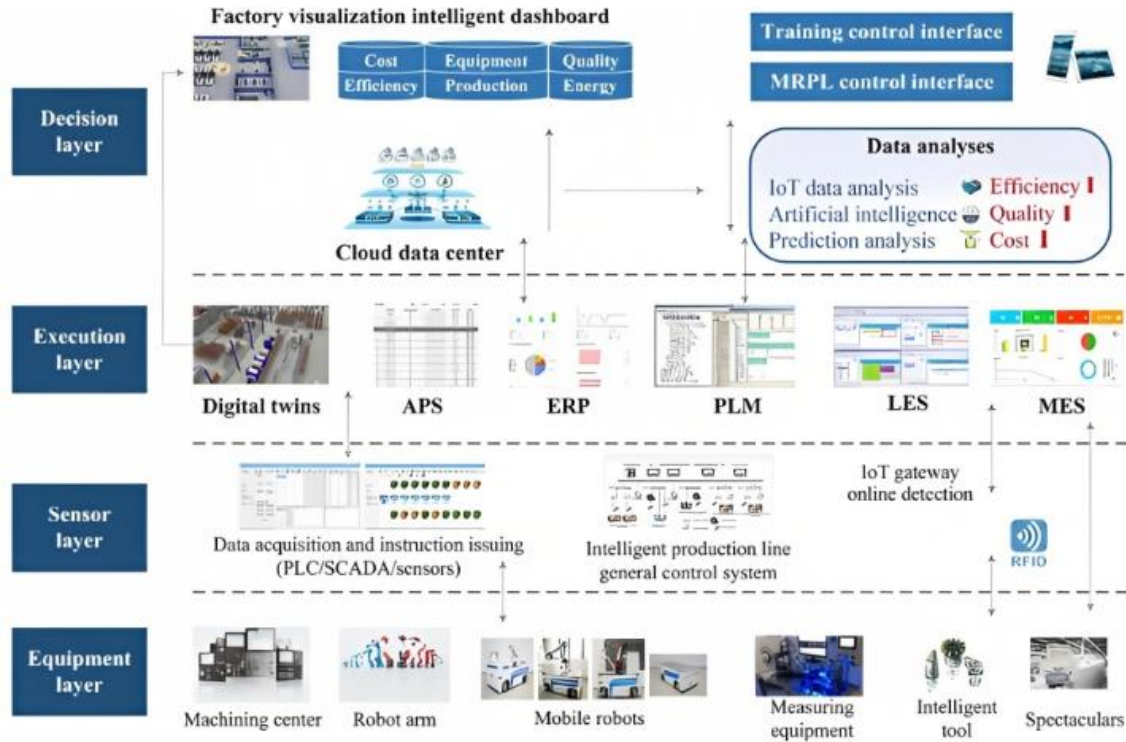 Factory visualization intelligent dashboard
Cost
Equipment
Quality
Efficiency
Production
Energy
Training control interface
MRPL control interface
Decision
layer
Data analyses
IoT data analysis
Efficiency
Artificial intelligence
Quality
Prediction analysis
Cost
Cloud data center
Execution
layer
Digital twins
APS
ERP
PLM
LES
MES
Sensor
layer
Data acquisition and instruction issuing
(PLC/SCADA/sensors)
Intelligent production line
general control system
IoT gateway
online detection
RFID
Equipment
layer
Machining center
Robot arm
Mobile robots
Measuring
equipment
Intelligent
tool
Spectaculars